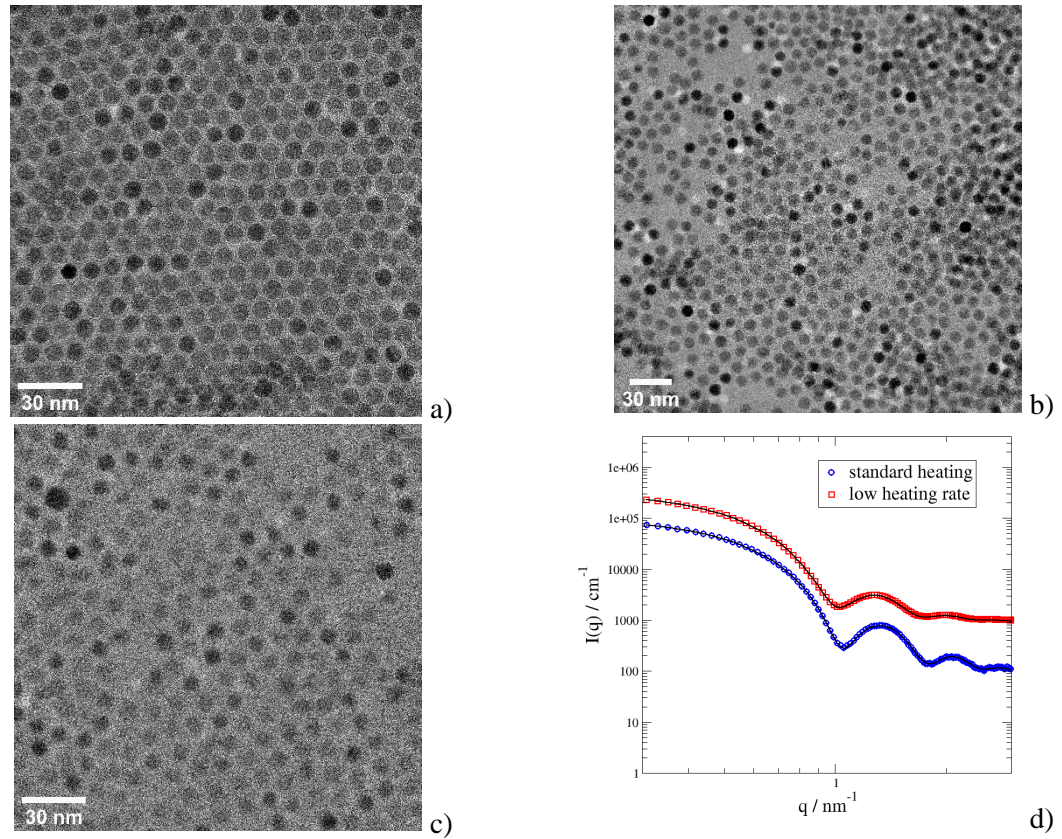 30 nm
a)
30 nm
b)
30 nm
c)
I(q) / cm-1
1e+06
1e+05
10000
1000
100
10
1
standard heating
low heating rate
1
q / nm-1
d)